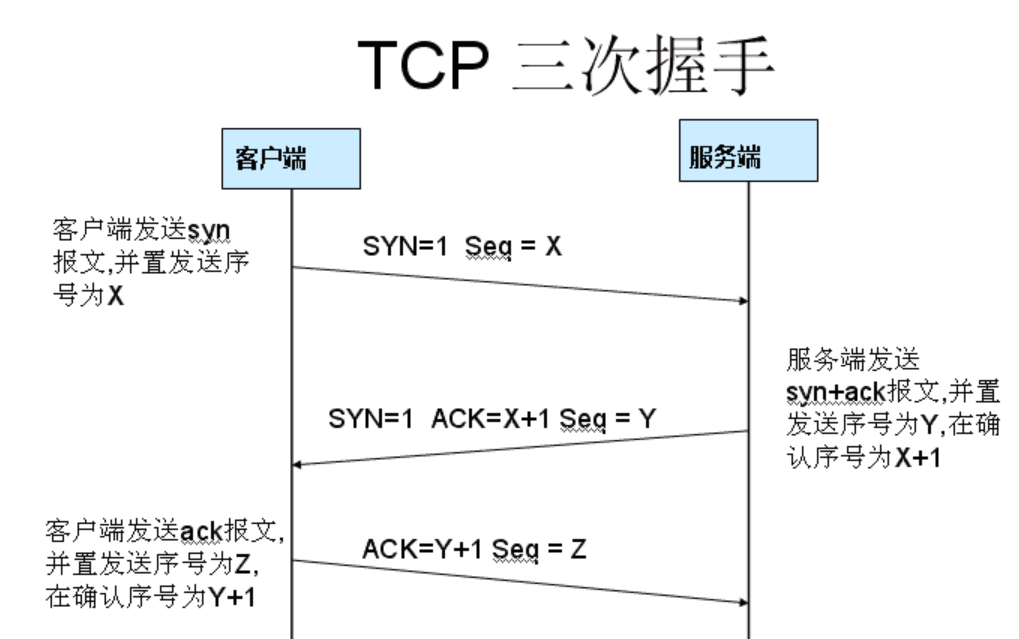 TCP 三次握手
客户端
服务端
客户端发送syn
报文,并置发送序
号为X
SYN=1 Seq = X
服务端发送
syn+ack报文,并置
发送序号为Y,在确
认序号为X+1
SYN=1 ACK=X+1 Seq = Y
客户端发送ack报文,
并置发送序号为Z,
在确认序号为Y+1
ACK=Y+1 Seq = Z